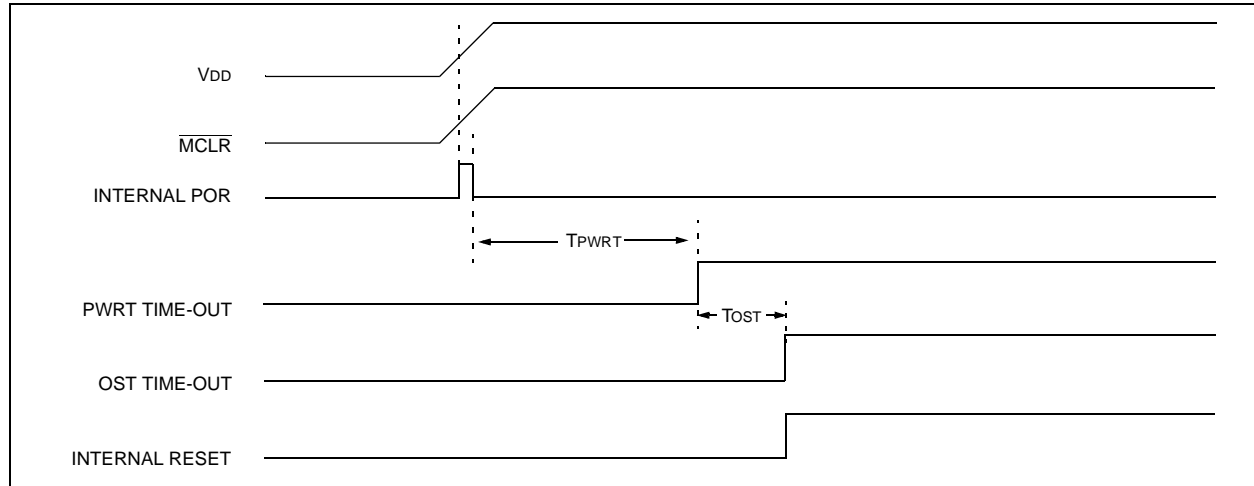 VDD
MCLR
INTERNAL POR
TPWRT
PWRT TIME-OUT
TOST
OST TIME-OUT
INTERNAL RESET